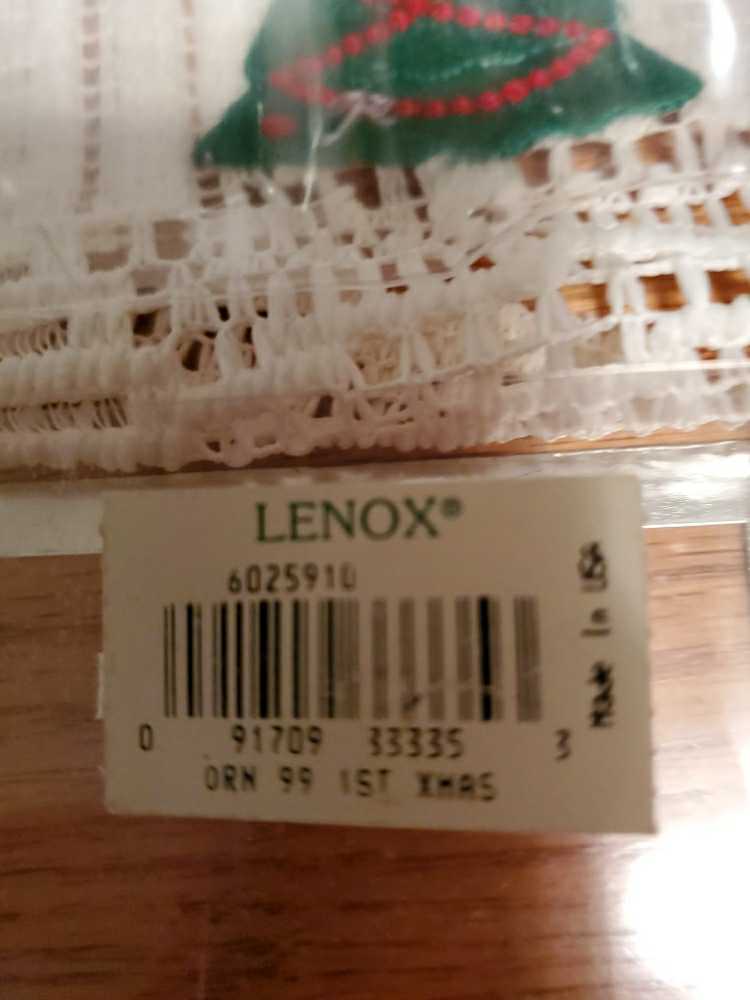 LENOX®
6025910
Made In USA
0 91709 33335 3
ORN 99 1ST XMAS